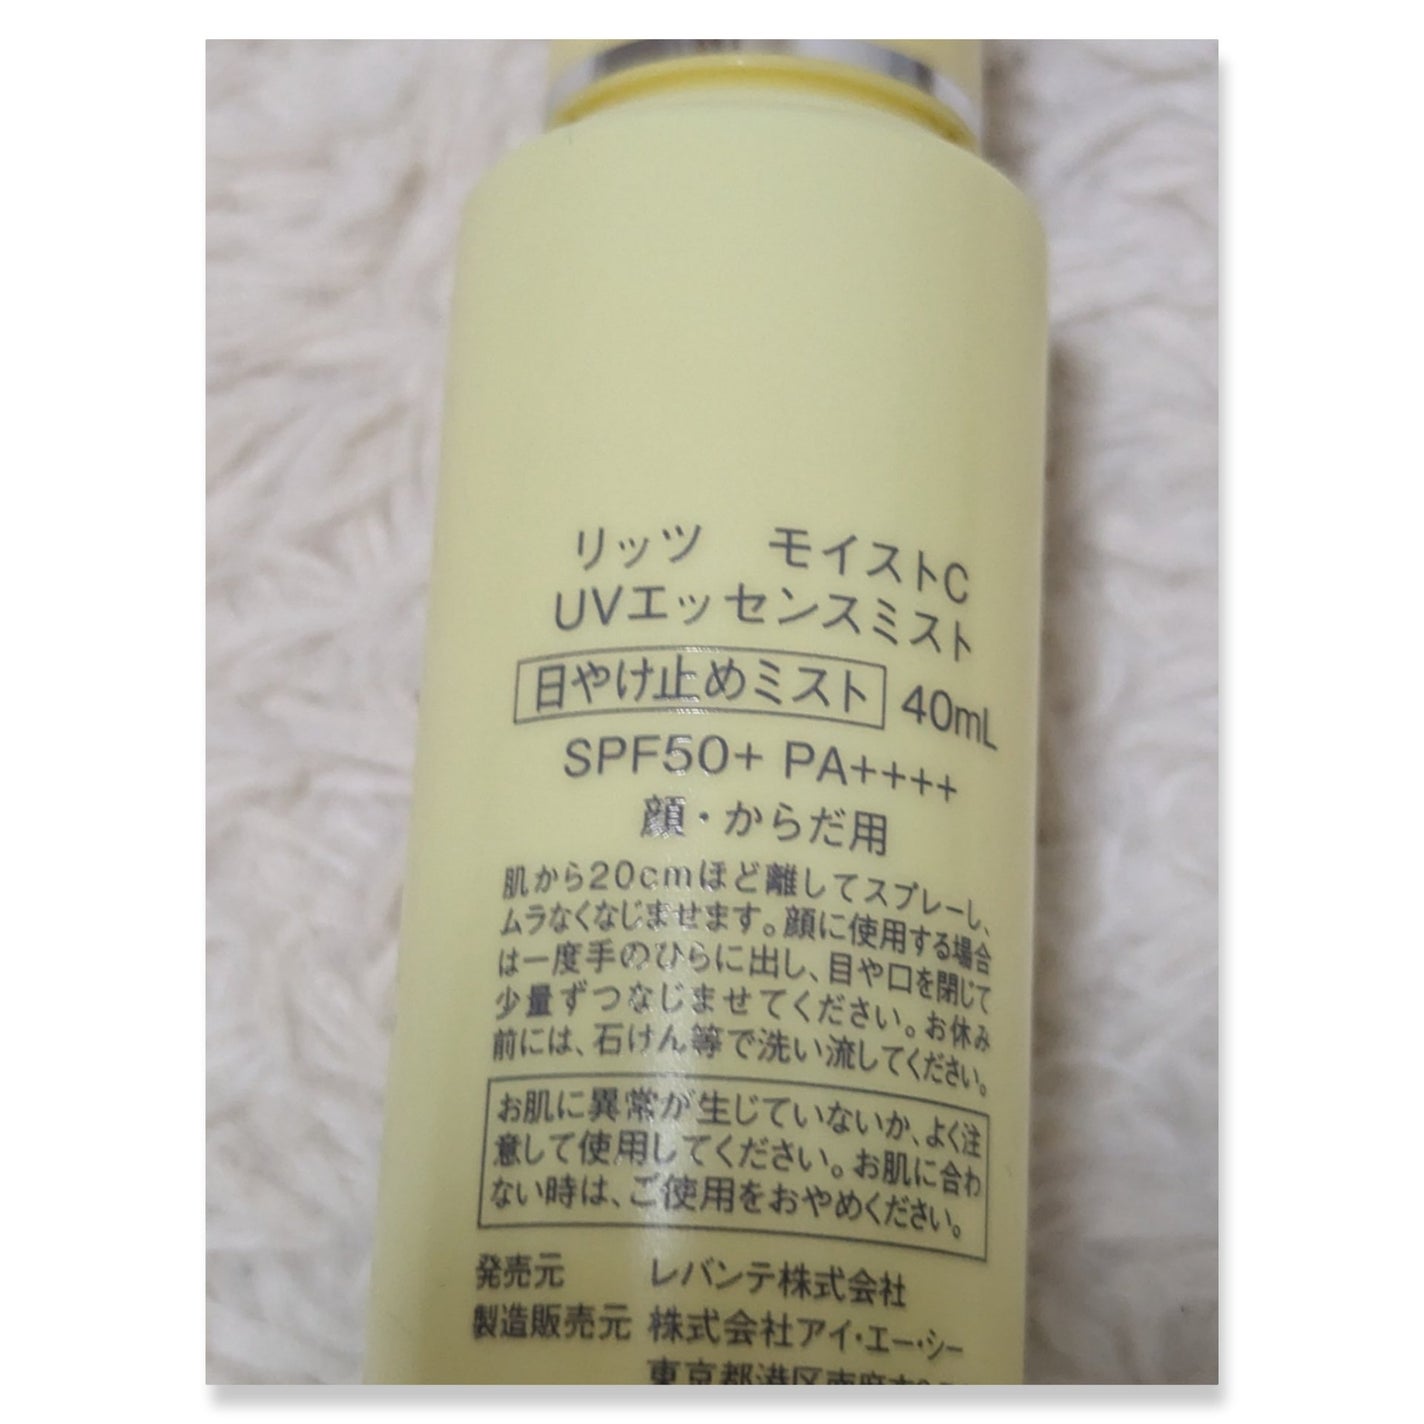 リッツ モイストC
UVエッセンスミスト
日やけ止めミスト 40mL
SPF50+ PA++++
顔・からだ用
肌から20cmほど離してスプレーし、
ムラなくなじませます。顔に使用する場合
は一度手のひらに出し、目や口を閉じて
少量ずつなじませてください。お休み
前には、石けん等で洗い流してください。
お肌に異常が生じていないか、よく注
意して使用してください。お肌に合わ
ない時は、ご使用をおやめください。
発売元 レバンテ株式会社
製造販売元 株式会社アイ・エー・シー
東京都港区南麻布